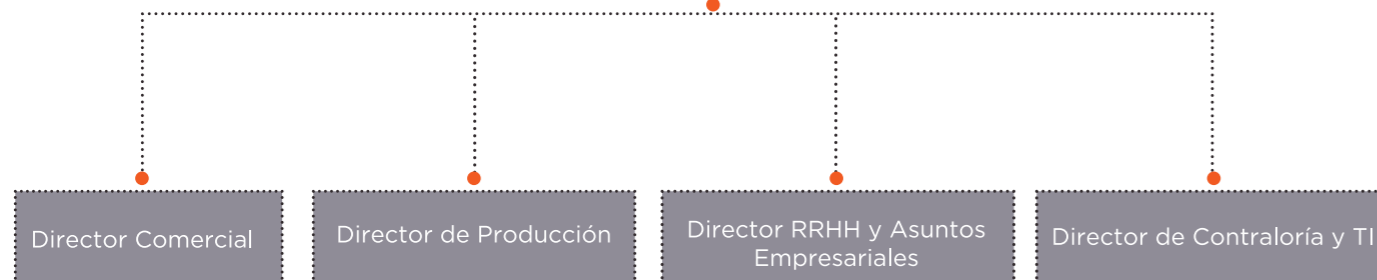 Director Comercial
Director de Producción
Director RRHH y Asuntos
Empresariales
Director de Contraloría y TI